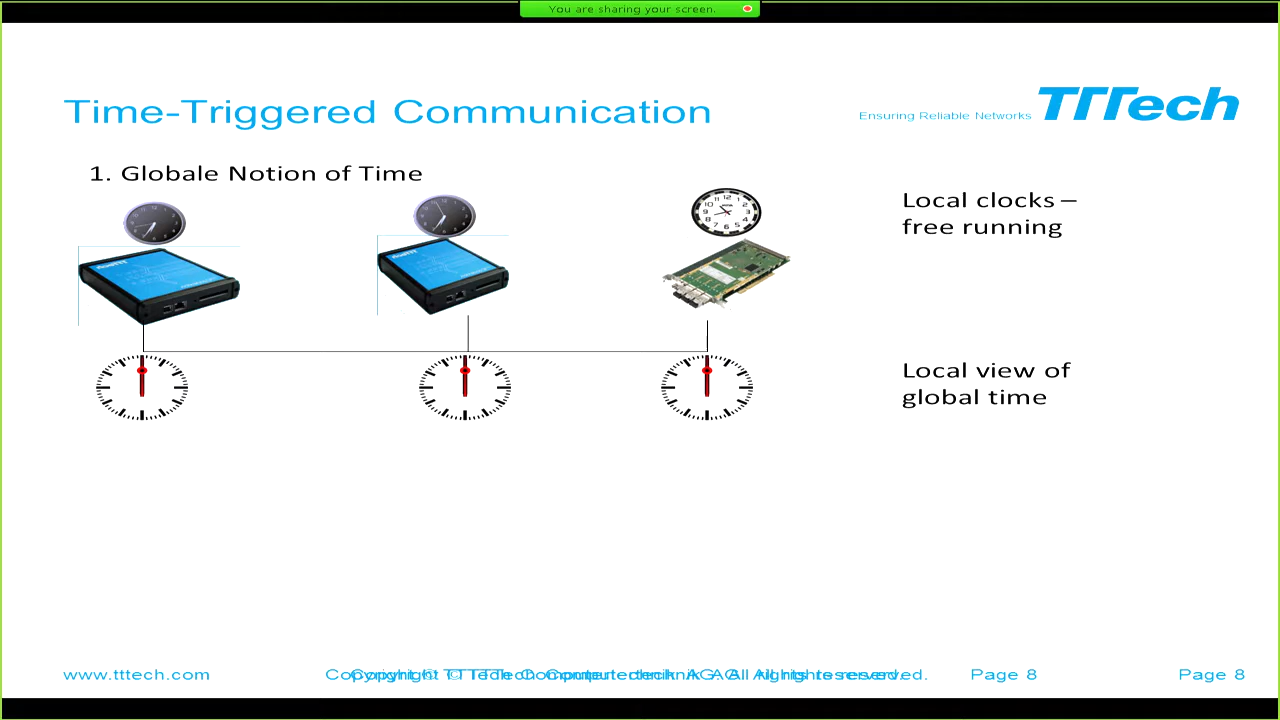 You are sharing your screen.
Time-Triggered Communication
Ensuring Reliable Networks TTTech
1. Globale Notion of Time
Local clocks –
free running
Local view of
global time
www.tttech.com
Page 8
Page 8